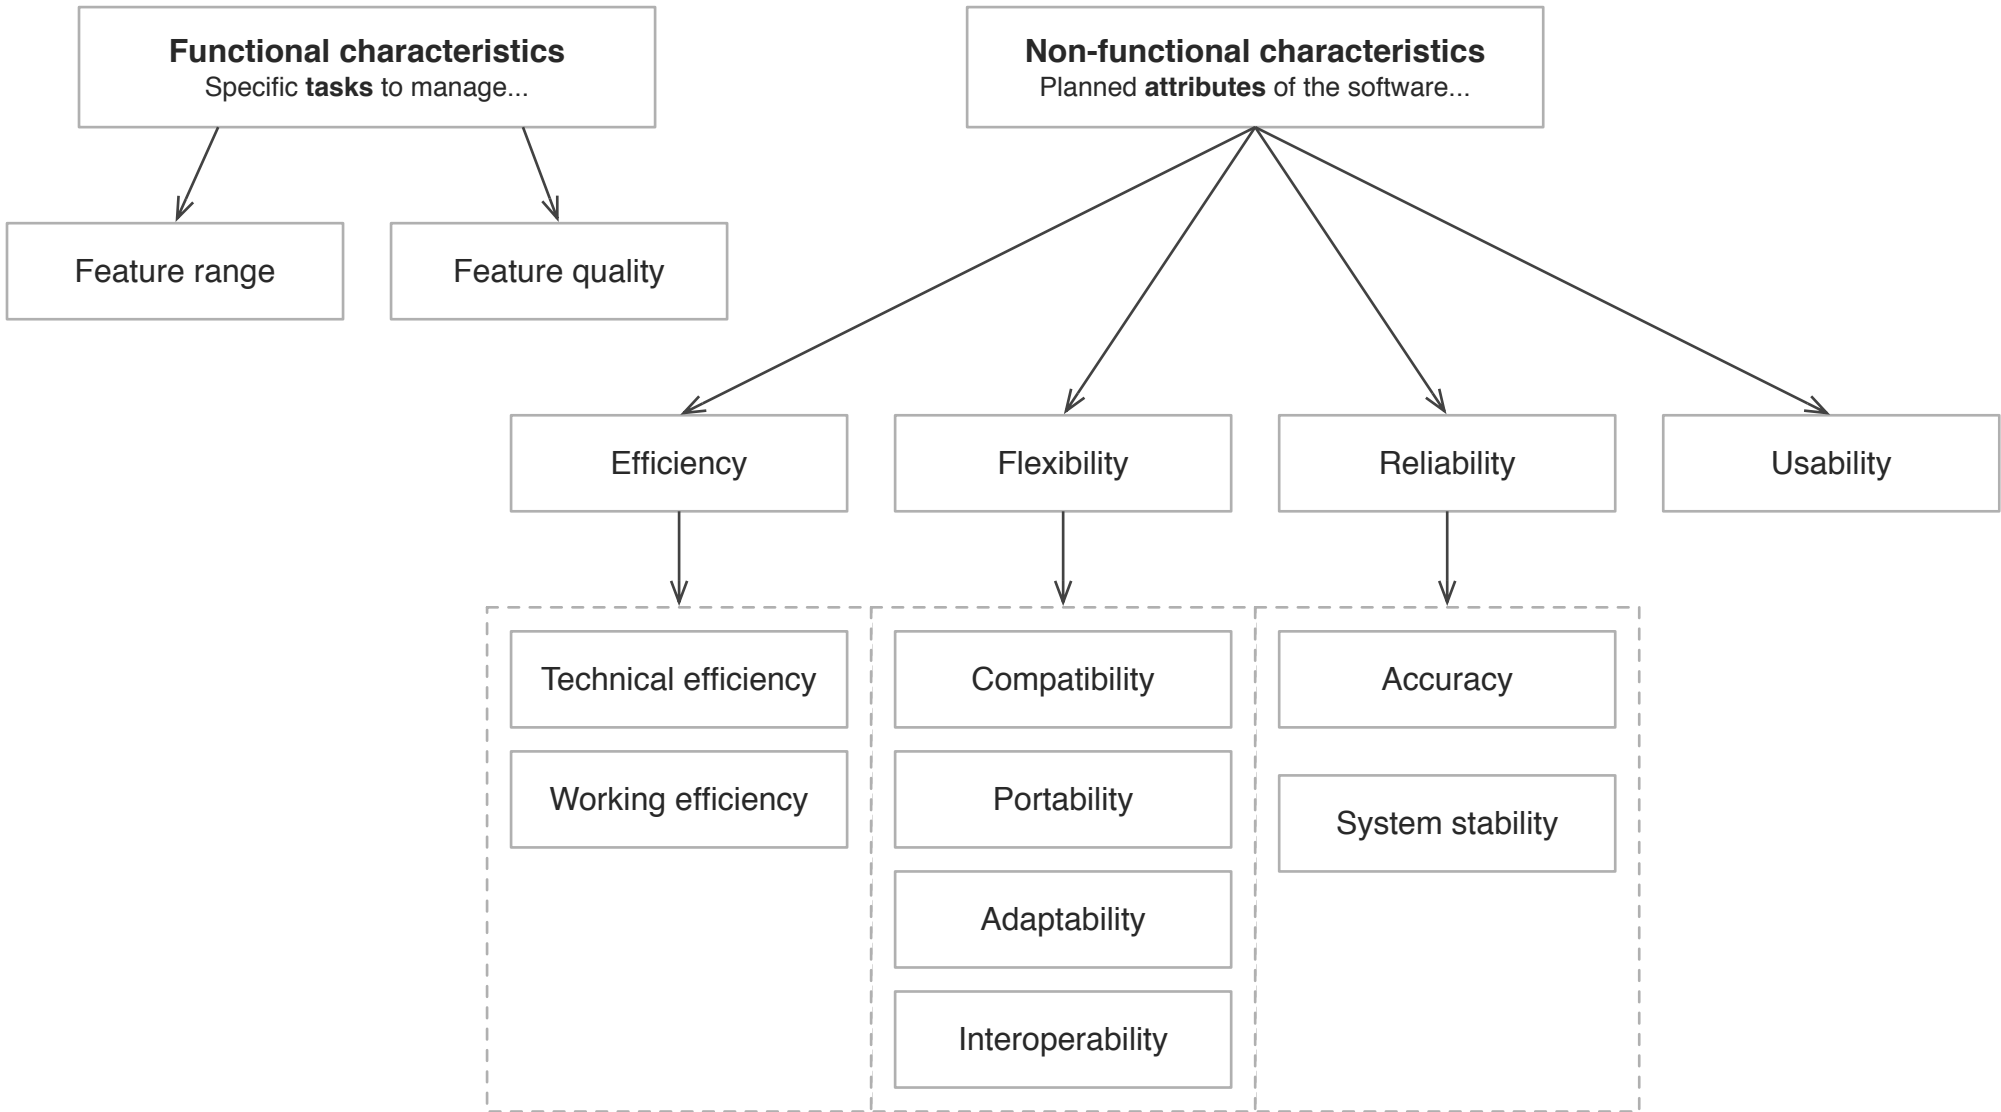 Functional characteristics
Specific tasks to manage...
Non-functional characteristics
Planned attributes of the software...
Feature range
Feature quality
Efficiency
Flexibility
Reliability
Usability
Technical efficiency
Compatibility
Accuracy
Working efficiency
Portability
System stability
Adaptability
Interoperability